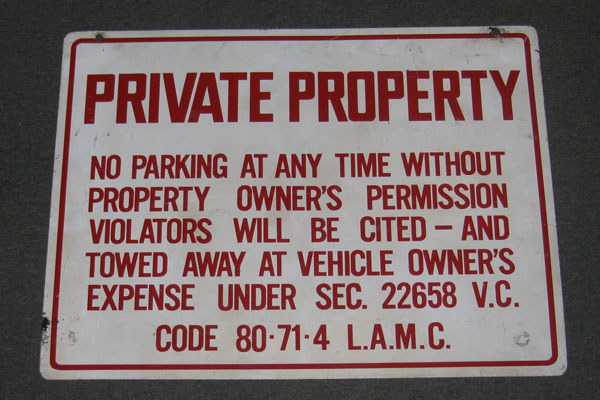 PRIVATE PROPERTY
NO PARKING AT ANY TIME WITHOUT
PROPERTY OWNER'S PERMISSION
VIOLATORS WILL BE CITED – AND
TOWED AWAY AT VEHICLE OWNER'S
EXPENSE UNDER SEC. 22658 V.C.
CODE 80·71·4 L.A.M.C.